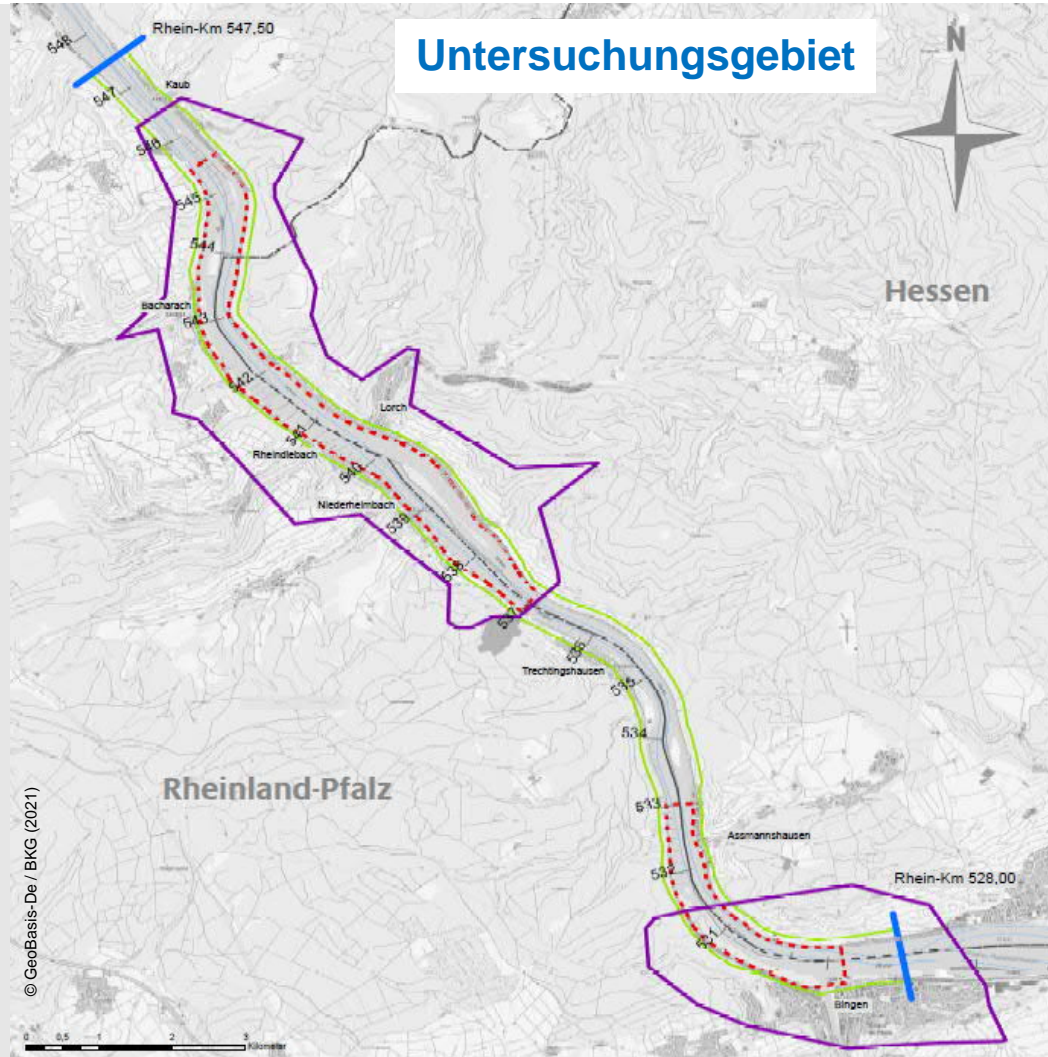 Untersuchungsgebiet
N
Rhein-Km 547,50
548
Kaub
547
546
545
544
Hessen
Bacharach
543
542
Lorch
541
Rheindiebach
540
Niederheimbach
539
538
537
536
Trechtingshausen
535
534
Rheinland-Pfalz
533
Assmannshausen
532
Rhein-Km 528,00
531
Bingen
© GeoBasis-De / BKG (2021)
0 0,5 1 2 3
Kilometer